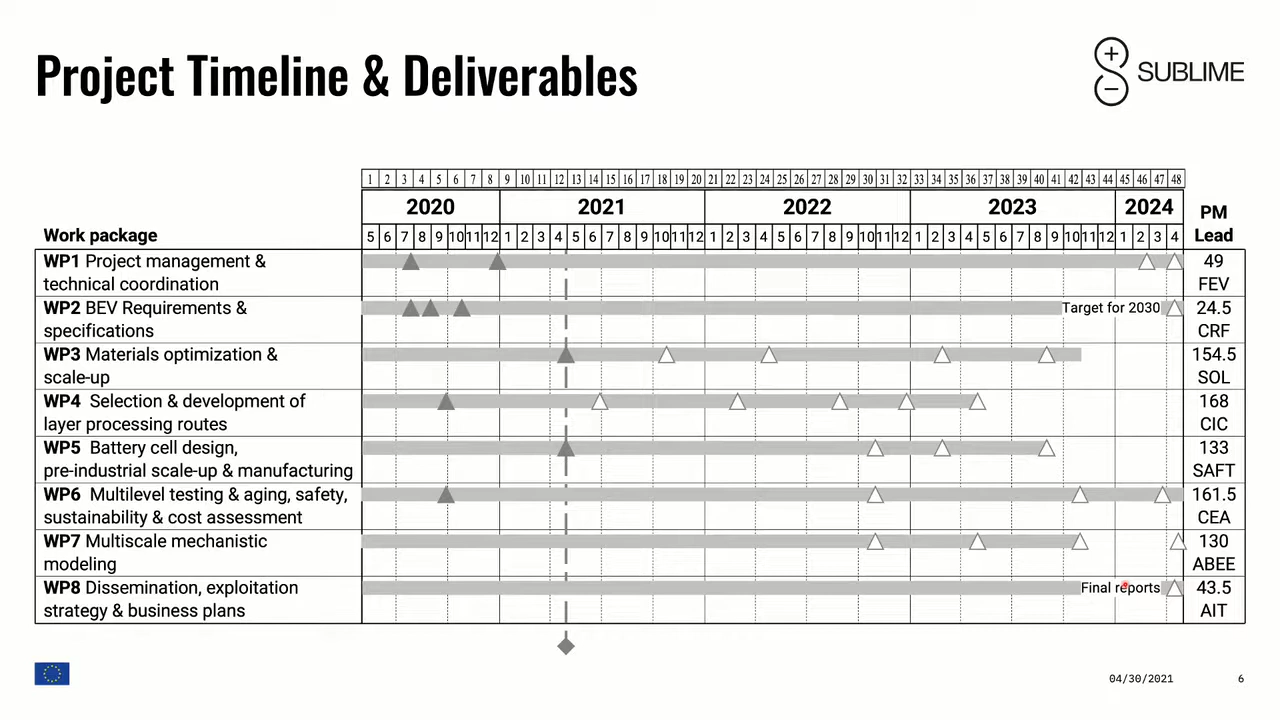 Project Timeline & Deliverables
SUBLIME
1 2 3 4 5 6 7 8 9 10 11 12 13 14 15 16 17 18 19 20 21 22 23 24 25 26 27 28 29 30 31 32 33 34 35 36 37 38 39 40 41 42 43 44 45 46 47 48
2020 2021 2022 2023 2024 PM
Work package 5 6 7 8 9 10 11 12 1 2 3 4 5 6 7 8 9 10 11 12 1 2 3 4 5 6 7 8 9 10 11 12 1 2 3 4 5 6 7 8 9 10 11 12 1 2 3 4 Lead
WP1 Project management & 49
technical coordination FEV
WP2 BEV Requirements & Target for 2030 24.5
specifications CRF
WP3 Materials optimization & 154.5
scale-up SOL
WP4 Selection & development of 168
layer processing routes CIC
WP5 Battery cell design, 133
pre-industrial scale-up & manufacturing SAFT
WP6 Multilevel testing & aging, safety, 161.5
sustainability & cost assessment CEA
WP7 Multiscale mechanistic 130
modeling ABEE
WP8 Dissemination, exploitation Final reports 43.5
strategy & business plans AIT
04/30/2021 6